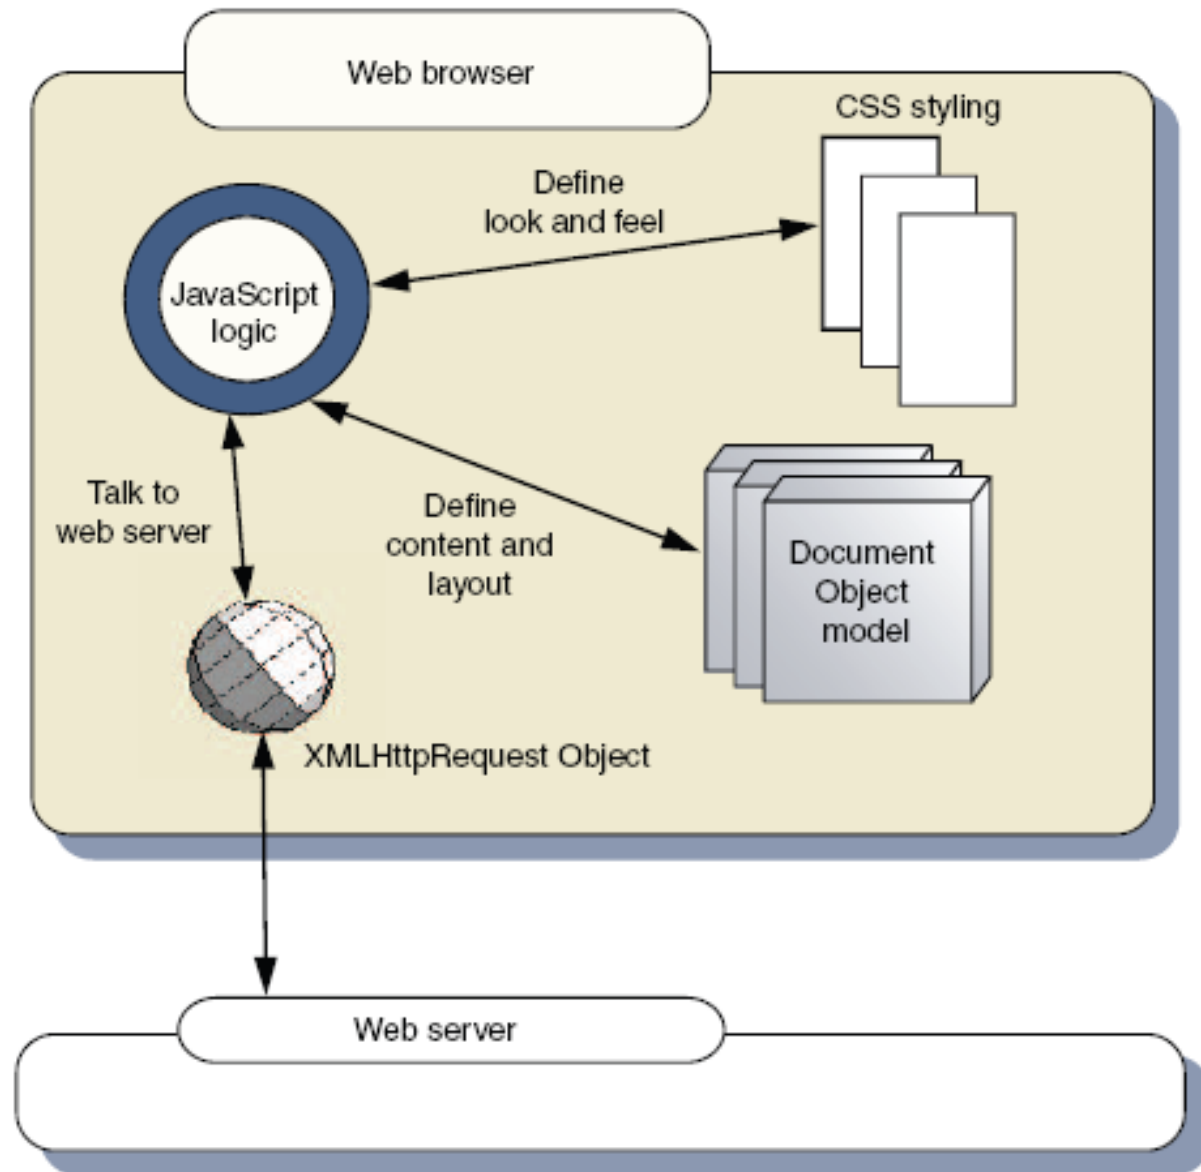 Web browser
CSS styling
Define
look and feel
JavaScript
logic
Talk to
web server
Define
content and
layout
Document
Object
model
XMLHttpRequest Object
Web server